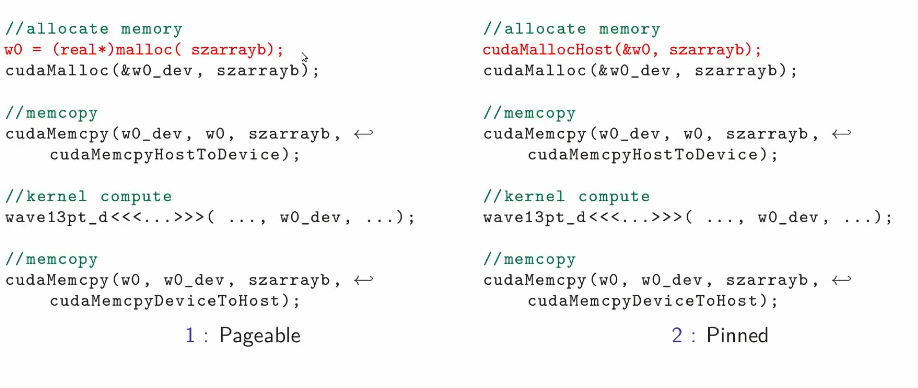 //allocate memory
w0 = (real*)malloc( szarrayb);
cudaMalloc(&w0_dev, szarrayb);
//memcopy
cudaMemcpy(w0_dev, w0, szarrayb, ↩
cudaMemcpyHostToDevice);
//kernel compute
wave13pt_d<<<...>>>( ..., w0_dev, ...);
//memcopy
cudaMemcpy(w0, w0_dev, szarrayb, ↩
cudaMemcpyDeviceToHost);
1 : Pageable
//allocate memory
cudaMallocHost(&w0, szarrayb);
cudaMalloc(&w0_dev, szarrayb);
//memcopy
cudaMemcpy(w0_dev, w0, szarrayb, ↩
cudaMemcpyHostToDevice);
//kernel compute
wave13pt_d<<<...>>>( ..., w0_dev, ...);
//memcopy
cudaMemcpy(w0, w0_dev, szarrayb, ↩
cudaMemcpyDeviceToHost);
2 : Pinned